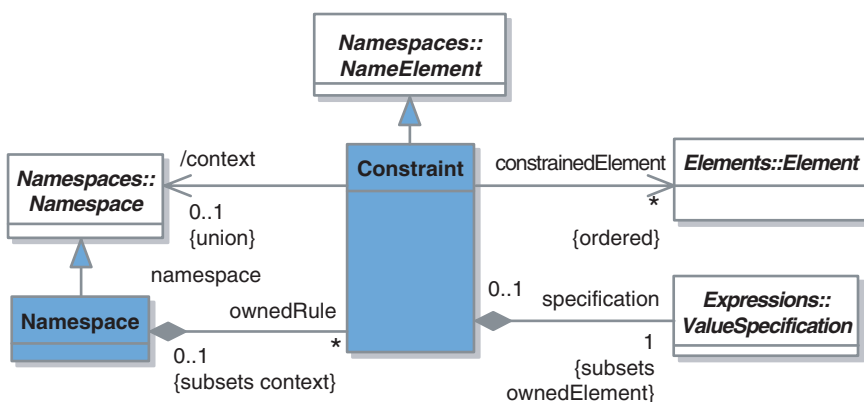 Namespaces::
NameElement
/context
Constraint
constrainedElement
Elements::Element
Namespaces::
Namespace
0..1
{union}
*
{ordered}
namespace
Namespace
ownedRule
0..1
*
{subsets context}
0..1
specification
Expressions::
ValueSpecification
1
{subsets
ownedElement}